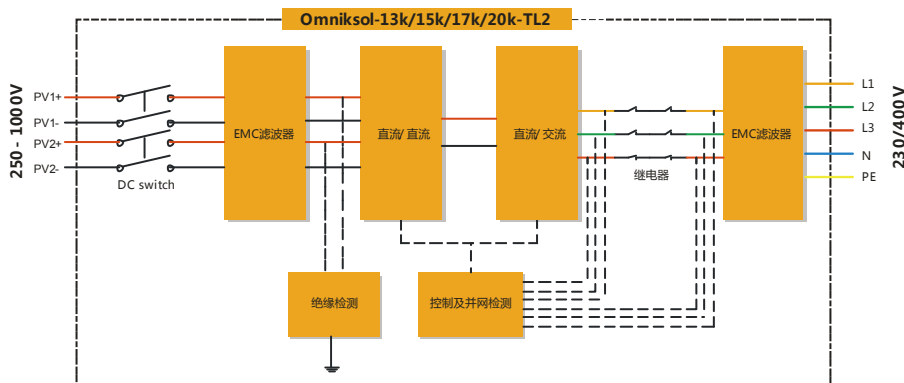 Omniksol-13k/15k/17k/20k-TL2
250-1000V
PV1+
PV1-
PV2+
PV2-
DC switch
EMC滤波器
直流/直流
直流/交流
继电器
EMC滤波器
L1
L2
L3
N
PE
230/400V
绝缘检测
控制及并网检测